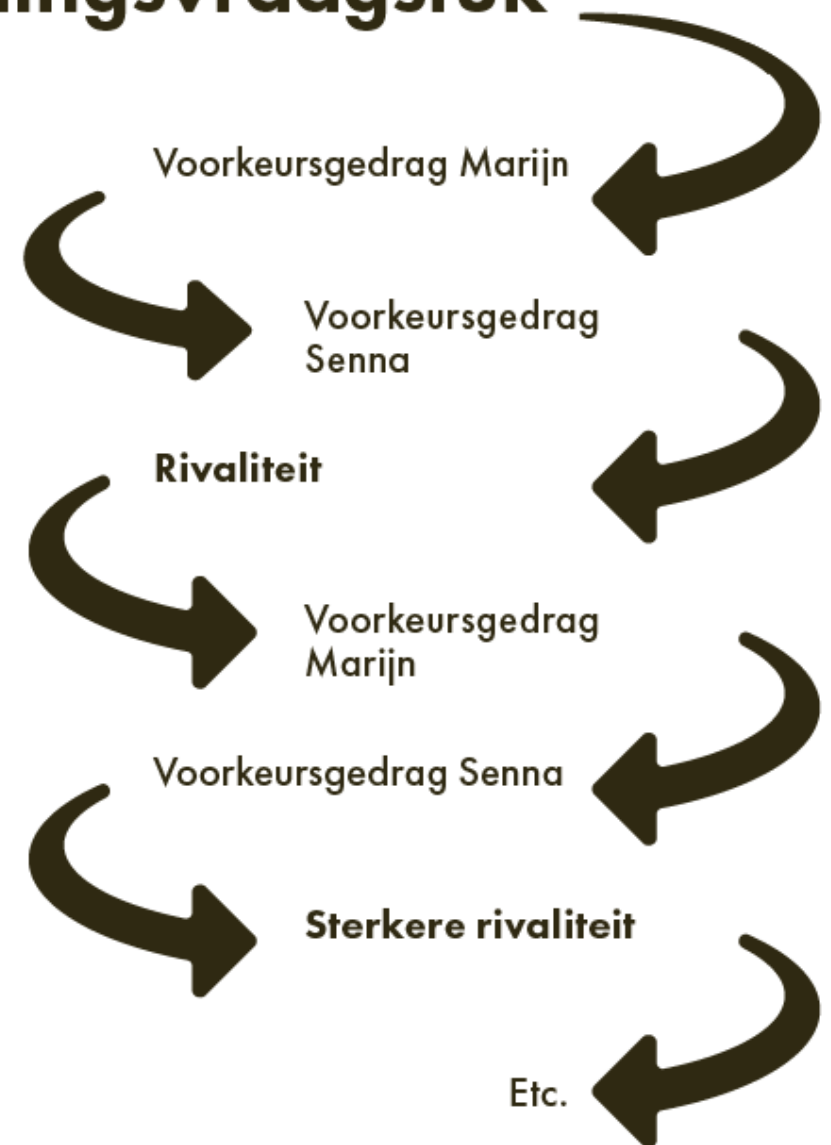 Voorkeursgedrag Marijn
Voorkeursgedrag
Senna
Rivaliteit
Voorkeursgedrag
Marijn
Voorkeursgedrag Senna
Sterkere rivaliteit
Etc.